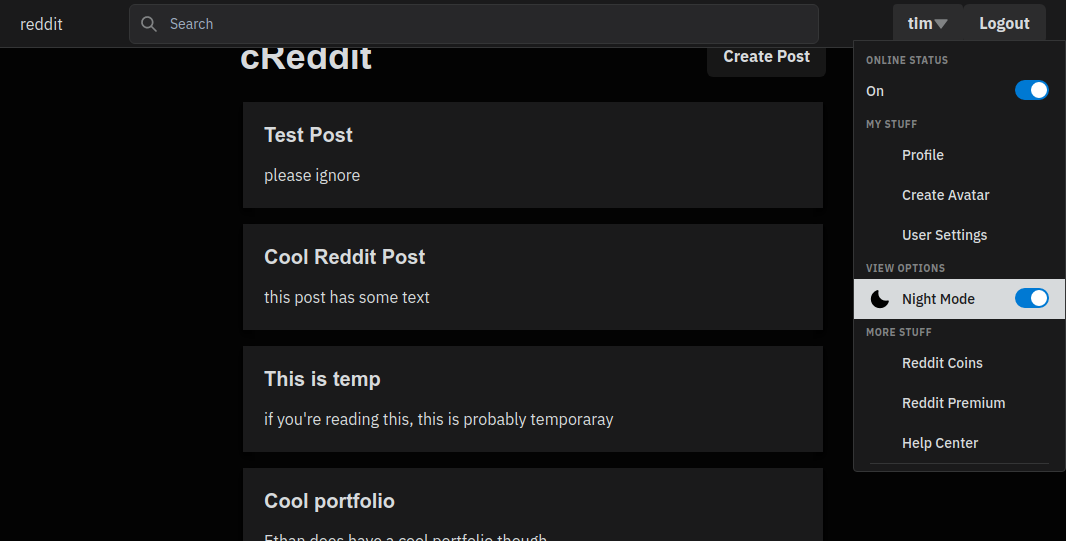 reddit
Search
tlm
Logout
cReddit
Create Post
Test Post
please ignore
Cool Reddit Post
this post has some text
This is temp
if you're reading this, this is probably temporaray
Cool portfolio
Ethan does have a cool portfolio though
ONLINE STATUS
On
MY STUFF
Profile
Create Avatar
User Settings
VIEW OPTIONS
Night Mode
MORE STUFF
Reddit Coins
Reddit Premium
Help Center